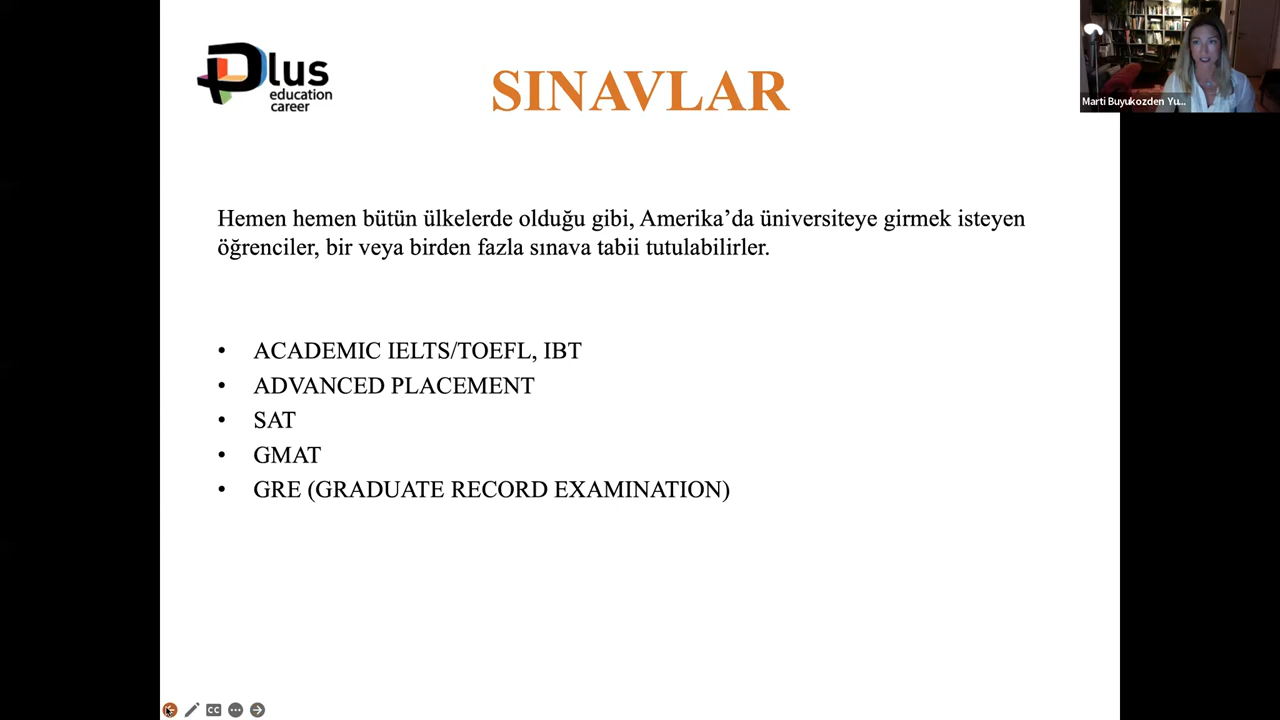 Plus
education
career
SINAVLAR
Marti Buyukozden Yu...
Hemen hemen bütün ülkelerde olduğu gibi, Amerika’da üniversiteye girmek isteyen
öğrenciler, bir veya birden fazla sınava tabii tutulabilirler.
• ACADEMIC IELTS/TOEFL, IBT
• ADVANCED PLACEMENT
• SAT
• GMAT
• GRE (GRADUATE RECORD EXAMINATION)
CC